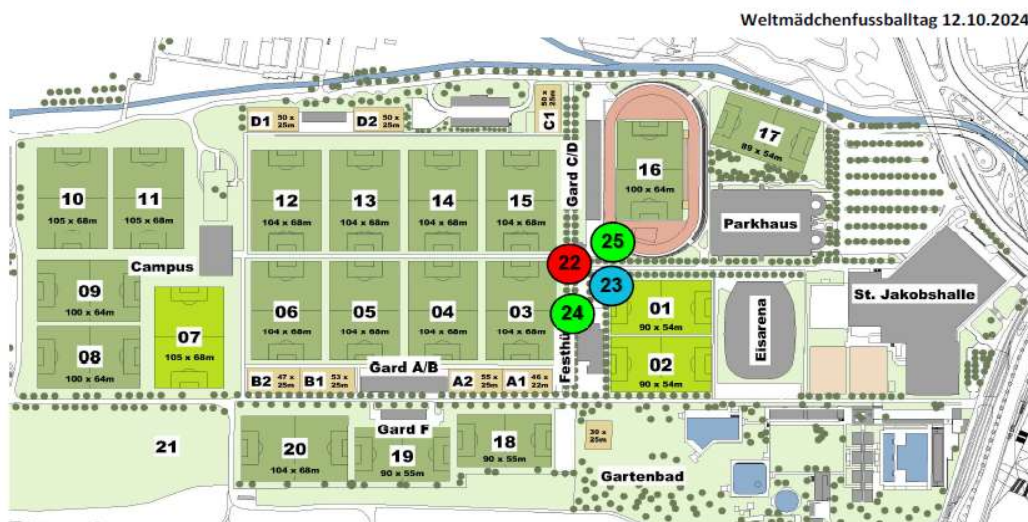 Weltmädchenfussballtag 12.10.2024
D1 50 x 25m
D2 50 x 25m
C1 50 x 25m
Gard C/D
10
105 x 68m
11
105 x 68m
12
104 x 68m
13
104 x 68m
14
104 x 68m
15
104 x 68m
16
100 x 64m
17
89 x 54m
Parkhaus
25
22
23
24
Campus
09
100 x 64m
07
105 x 68m
06
104 x 68m
05
104 x 68m
04
104 x 68m
03
104 x 68m
01
90 x 54m
Eisarena
St. Jakobshalle
08
100 x 64m
02
90 x 54m
Gard A/B
B2 47 x 25m
B1 53 x 25m
A2 55 x 25m
A1 46 x 22m
21
20
104 x 68m
Gard F
19
90 x 55m
18
90 x 55m
30 x 25m
Gartenbad